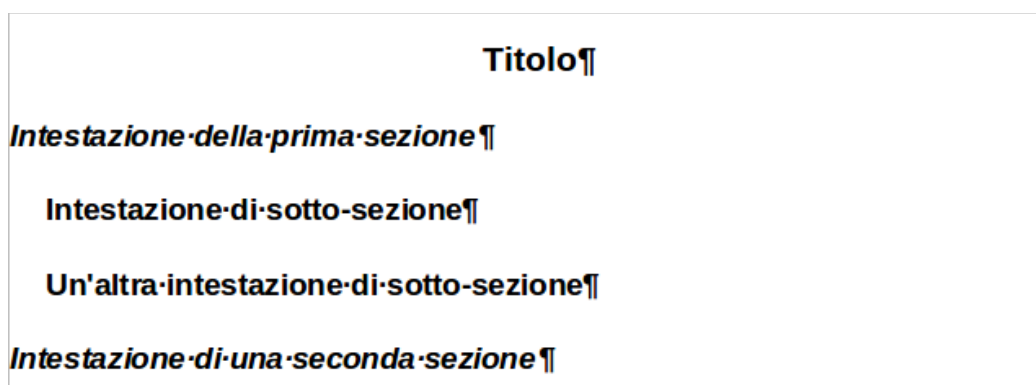 Titolo¶
Intestazione·della·prima·sezione¶
Intestazione·di·sotto-sezione¶
Un'altra·intestazione·di·sotto-sezione¶
Intestazione·di·una·seconda·sezione¶